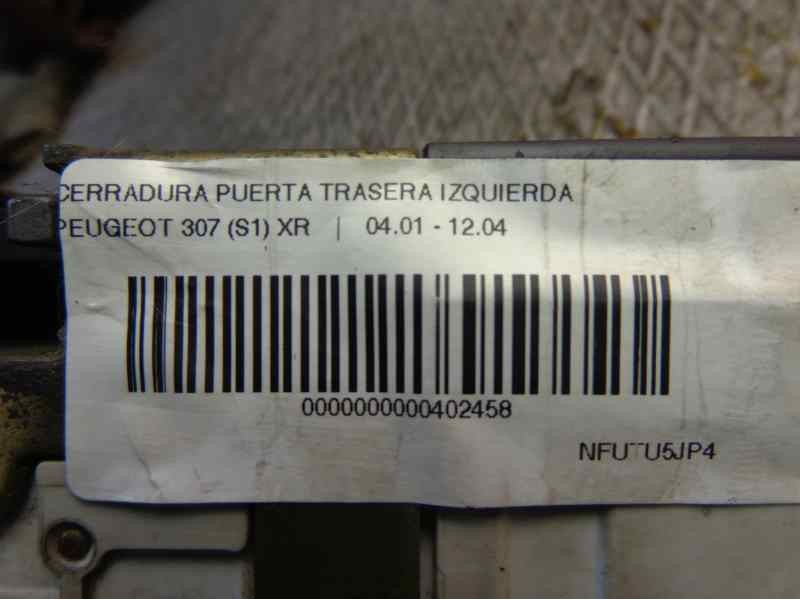 CERRADURA PUERTA TRASERA IZQUIERDA
PEUGEOT 307 (S1) XR | 04.01 - 12.04
0000000000402458
NFUTU5JP4